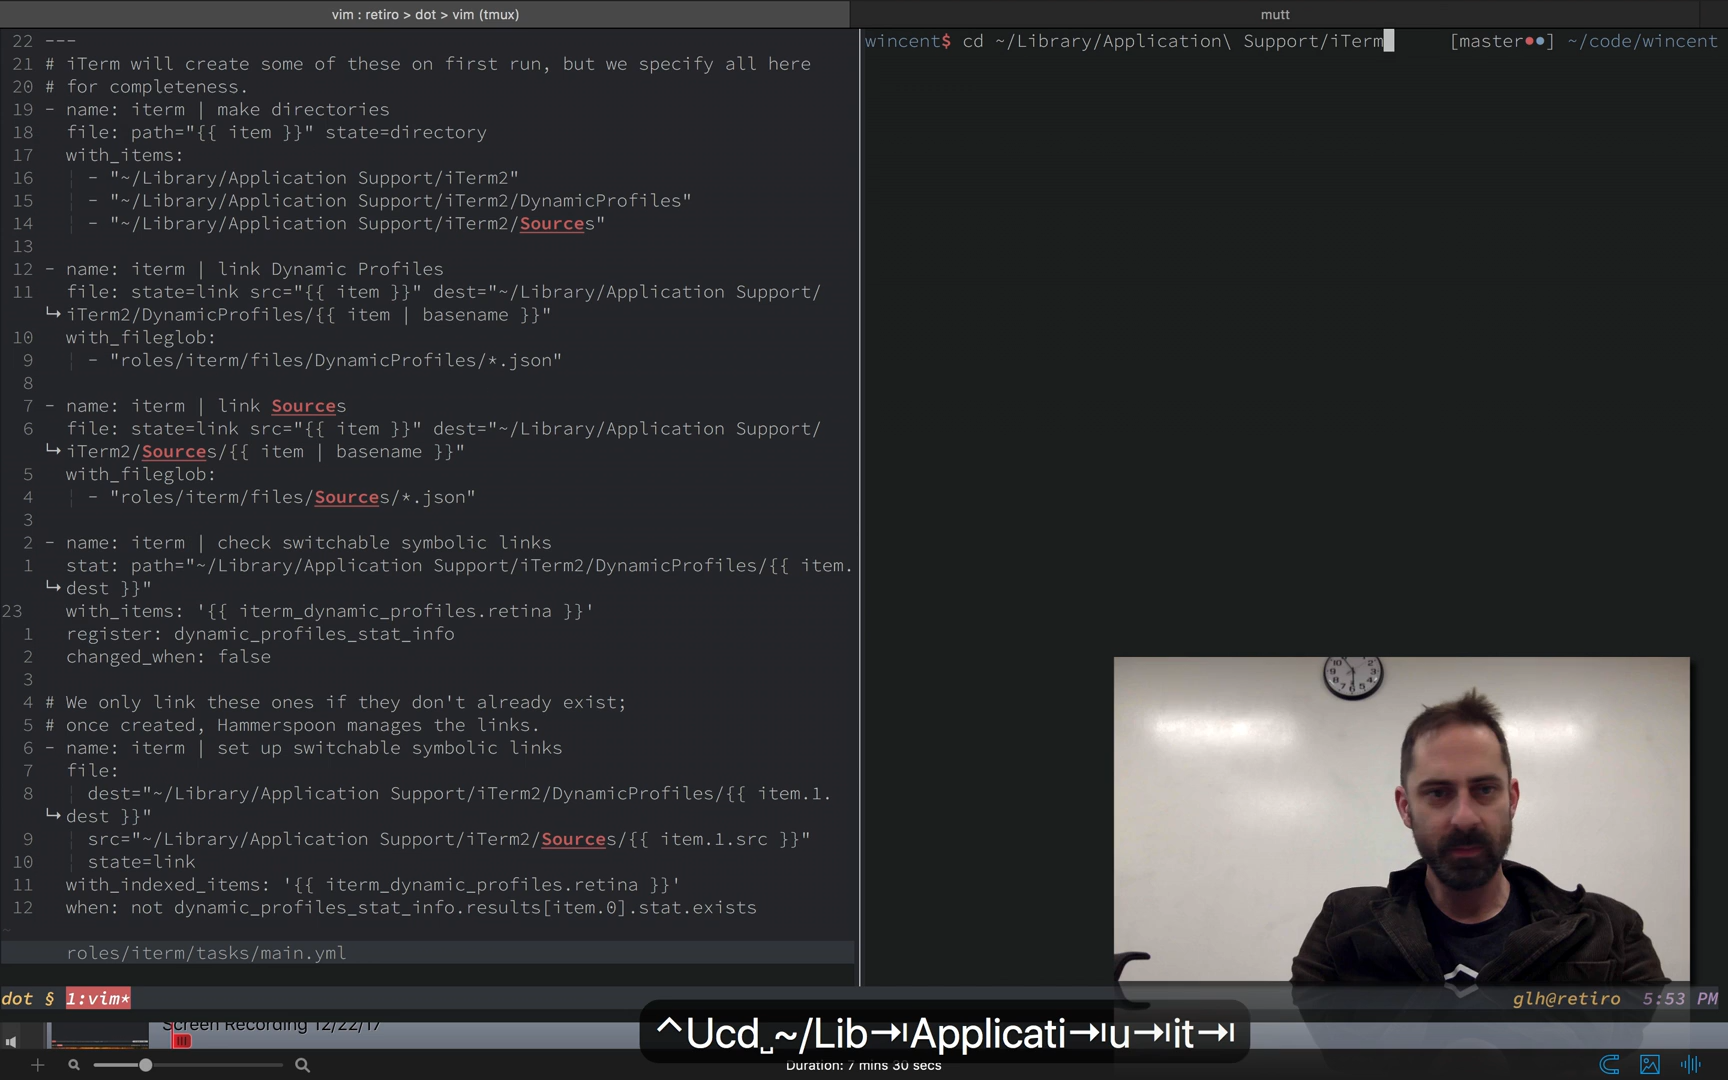 vim : retiro > dot > vim (tmux)
mutt
22 ---
21 # iTerm will create some of these on first run, but we specify all here
20 # for completeness.
19 - name: iterm | make directories
18 file: path="{{ item }}" state=directory
17 with_items:
16 - "~/Library/Application Support/iTerm2"
15 - "~/Library/Application Support/iTerm2/DynamicProfiles"
14 - "~/Library/Application Support/iTerm2/Sources"
13
12 - name: iterm | link Dynamic Profiles
11 file: state=link src="{{ item }}" dest="~/Library/Application Support/
↳ iTerm2/DynamicProfiles/{{ item | basename }}"
10 with_fileglob:
9 - "roles/iterm/files/DynamicProfiles/*.json"
8
7 - name: iterm | link Sources
6 file: state=link src="{{ item }}" dest="~/Library/Application Support/
↳ iTerm2/Sources/{{ item | basename }}"
5 with_fileglob:
4 - "roles/iterm/files/Sources/*.json"
3
2 - name: iterm | check switchable symbolic links
1 stat: path="~/Library/Application Support/iTerm2/DynamicProfiles/{{ item.
↳ dest }}"
23 with_items: '{{ iterm_dynamic_profiles.retina }}'
1 register: dynamic_profiles_stat_info
2 changed_when: false
3
4 # We only link these ones if they don't already exist;
5 # once created, Hammerspoon manages the links.
6 - name: iterm | set up switchable symbolic links
7 file:
8 dest="~/Library/Application Support/iTerm2/DynamicProfiles/{{ item.1.
↳ dest }}"
9 src="~/Library/Application Support/iTerm2/Sources/{{ item.1.src }}"
10 state=link
11 with_indexed_items: '{{ iterm_dynamic_profiles.retina }}'
12 when: not dynamic_profiles_stat_info.results[item.0].stat.exists
~
roles/iterm/tasks/main.yml
wincent$ cd ~/Library/Application\ Support/iTerm [master●●] ~/code/wincent
dot § 1:vim*
glh@retiro 5:53 PM
Screen Recording 12/22/17
^Ucd␣~/Lib⇥Applicati⇥u⇥it⇥
Duration: 7 mins 30 secs